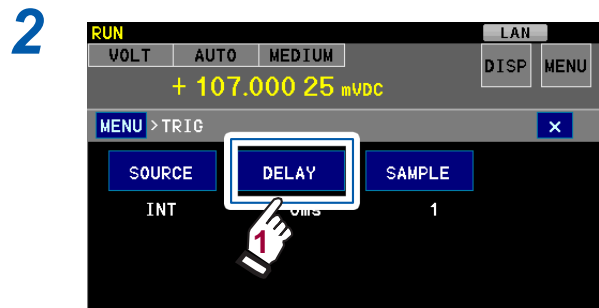 2
RUN LAN
VOLT AUTO MEDIUM DISP MENU
+ 107.000 25 mVDC
MENU >TRIG ×
SOURCE DELAY SAMPLE
INT 0ms 1
1